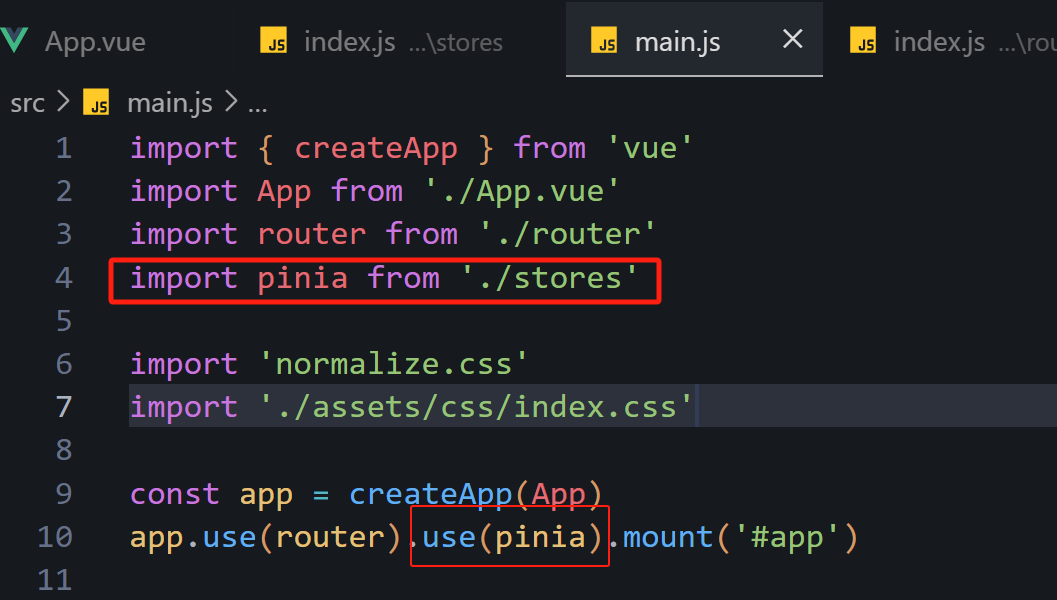 App.vue JS index.js ...\stores JS main.js JS index.js ...\rou
src > JS main.js > ...
1 import { createApp } from 'vue'
2 import App from './App.vue'
3 import router from './router'
4 import pinia from './stores'
5
6 import 'normalize.css'
7 import './assets/css/index.css'
8
9 const app = createApp(App)
10 app.use(router).use(pinia).mount('#app')
11